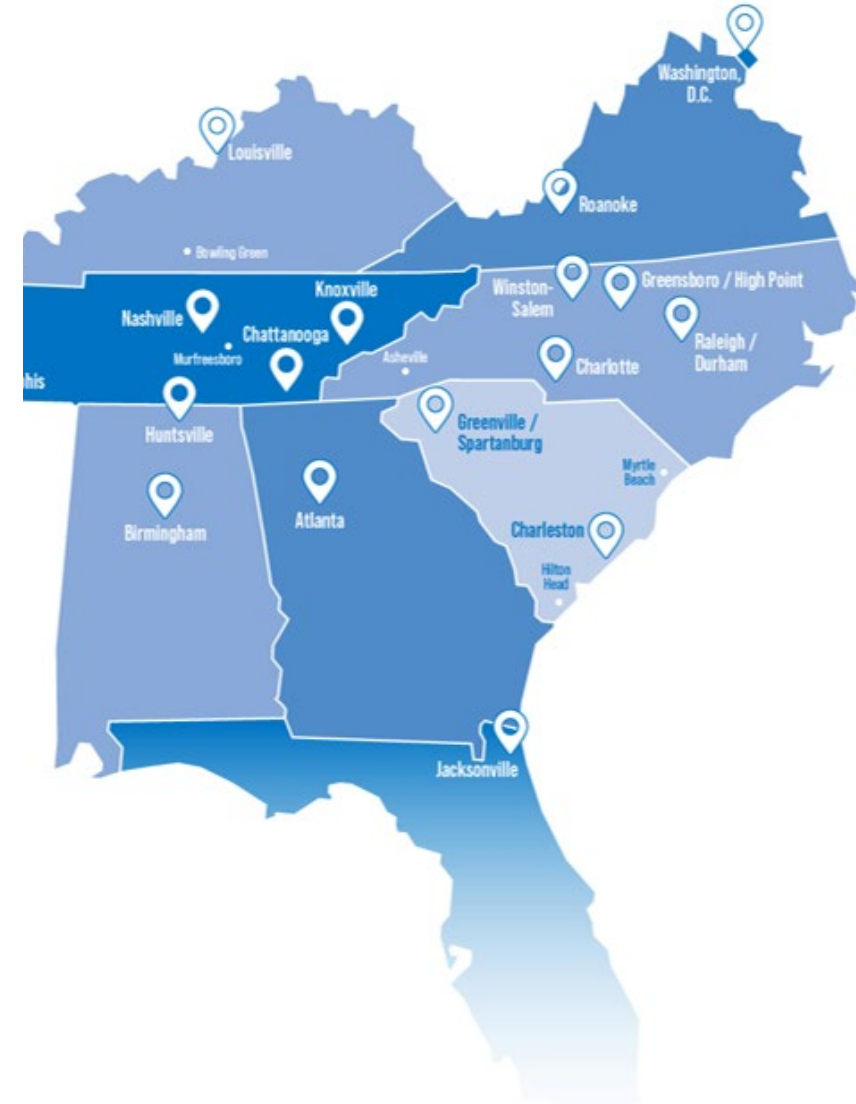 Washington,
D.C.
Louisville
Roanoke
Bowling Green
Winston-
Salem
Greensboro / High Point
Knoxville
Nashville
Chattanooga
Raleigh /
Durham
Murfreesboro
Asheville
Charlotte
his
Huntsville
Greenville /
Spartanburg
Myrtle
Beach
Birmingham
Atlanta
Charleston
Hilton
Head
Jacksonville